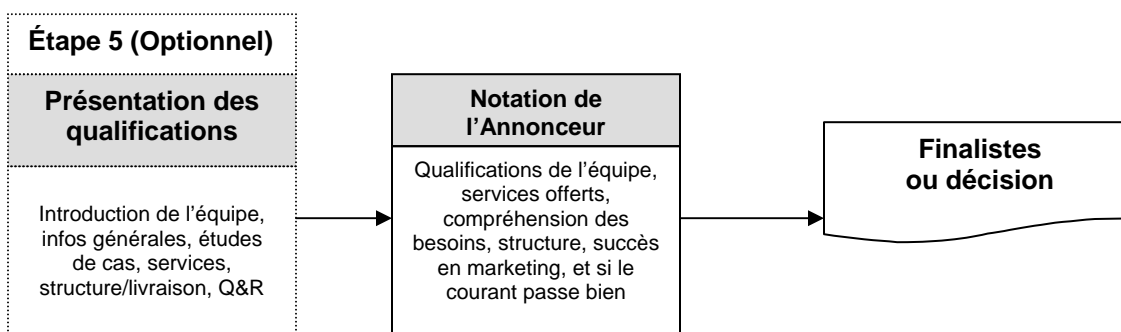 Étape 5 (Optionnel)
Présentation des
qualifications
Introduction de l'équipe,
infos générales, études
de cas, services,
structure/livraison, Q&R
Notation de
l'Annonceur
Qualifications de l'équipe,
services offerts,
compréhension des
besoins, structure, succès
en marketing, et si le
courant passe bien
Finalistes
ou décision